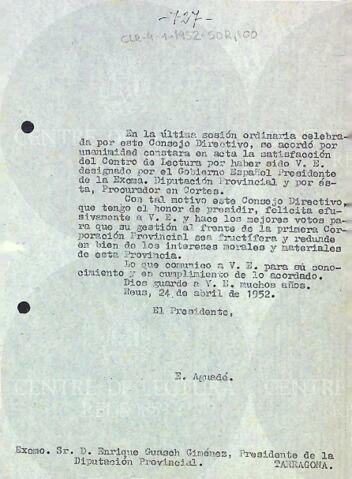 -127-
CLR-4-1-1952-SDR,100
En la última sesión ordinaria celebra-
da por este Consejo Directivo, se acordó por
unanimidad constara en acta la satisfacción
del Centro de Lectura por haber sido V. E.
designado por el Gobierno Español Presidente
de la Excma. Diputación Provincial y por és-
ta, Procurador en Cortes.
Con tal motivo este Consejo Directivo,
que tengo el honor de presidir, felicita efu-
sivamente a V. E. y hace los mejores votos pa-
ra que su gestión al frente de la primera Cor-
poración Provincial sea fructífera y redunde
en bien de los intereses morales y materiales
de esta Provincia.
Lo que comunico a V. E. para su cono-
cimiento y en cumplimiento de lo acordado.
Dios guarde a V. E. muchos años.
Reus, 24 de abril de 1952.
El Presidente,
E. Aguadé.
Excmo. Sr. D. Enrique Guasch Giménez, Presidente de la
Diputación Provincial. TARRAGONA.